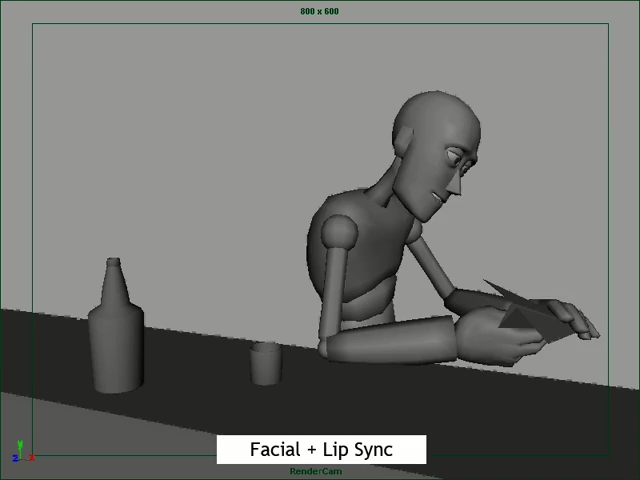 800 x 600
Facial + Lip Sync
RenderCam
Y
Z X